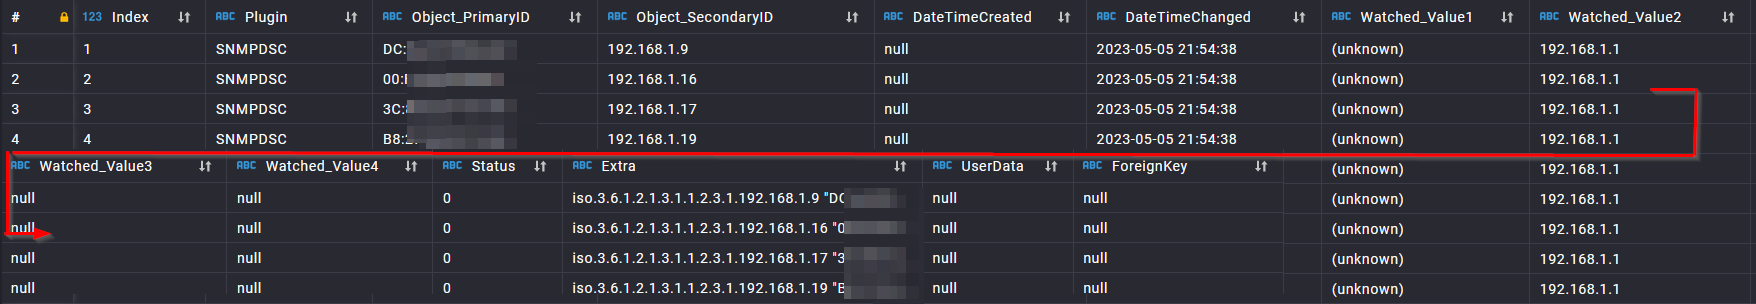 # 123 Index ABC Plugin ABC Object_PrimaryID ABC Object_SecondaryID ABC DateTimeCreated ABC DateTimeChanged ABC Watched_Value1 ABC Watched_Value2
1 1 SNMPDSC DC: 192.168.1.9 null 2023-05-05 21:54:38 (unknown) 192.168.1.1
2 2 SNMPDSC 00: 192.168.1.16 null 2023-05-05 21:54:38 (unknown) 192.168.1.1
3 3 SNMPDSC 3C: 192.168.1.17 null 2023-05-05 21:54:38 (unknown) 192.168.1.1
4 4 SNMPDSC B8: 192.168.1.19 null 2023-05-05 21:54:38 (unknown) 192.168.1.1
ABC Watched_Value3 ABC Watched_Value4 ABC Status ABC Extra ABC UserData ABC ForeignKey (unknown) 192.168.1.1
null null 0 iso.3.6.1.2.1.3.1.1.2.3.1.192.168.1.9 "DC null null (unknown) 192.168.1.1
null null 0 iso.3.6.1.2.1.3.1.1.2.3.1.192.168.1.16 "0 null null (unknown) 192.168.1.1
null null 0 iso.3.6.1.2.1.3.1.1.2.3.1.192.168.1.17 "3 null null (unknown) 192.168.1.1
null null 0 iso.3.6.1.2.1.3.1.1.2.3.1.192.168.1.19 "B null null (unknown) 192.168.1.1